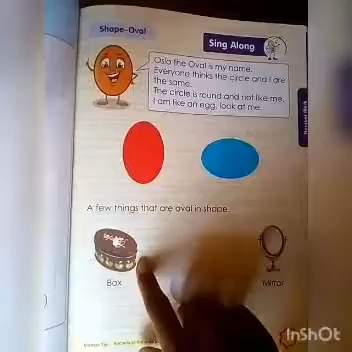 Shape-Oval
Sing Along
Osla the Oval is my name.
Everyone thinks the circle and I are
the same.
The circle is round and not like me,
I am like an egg, look at me.
A few things that are oval in shape.
Box
Mirror
InShOt